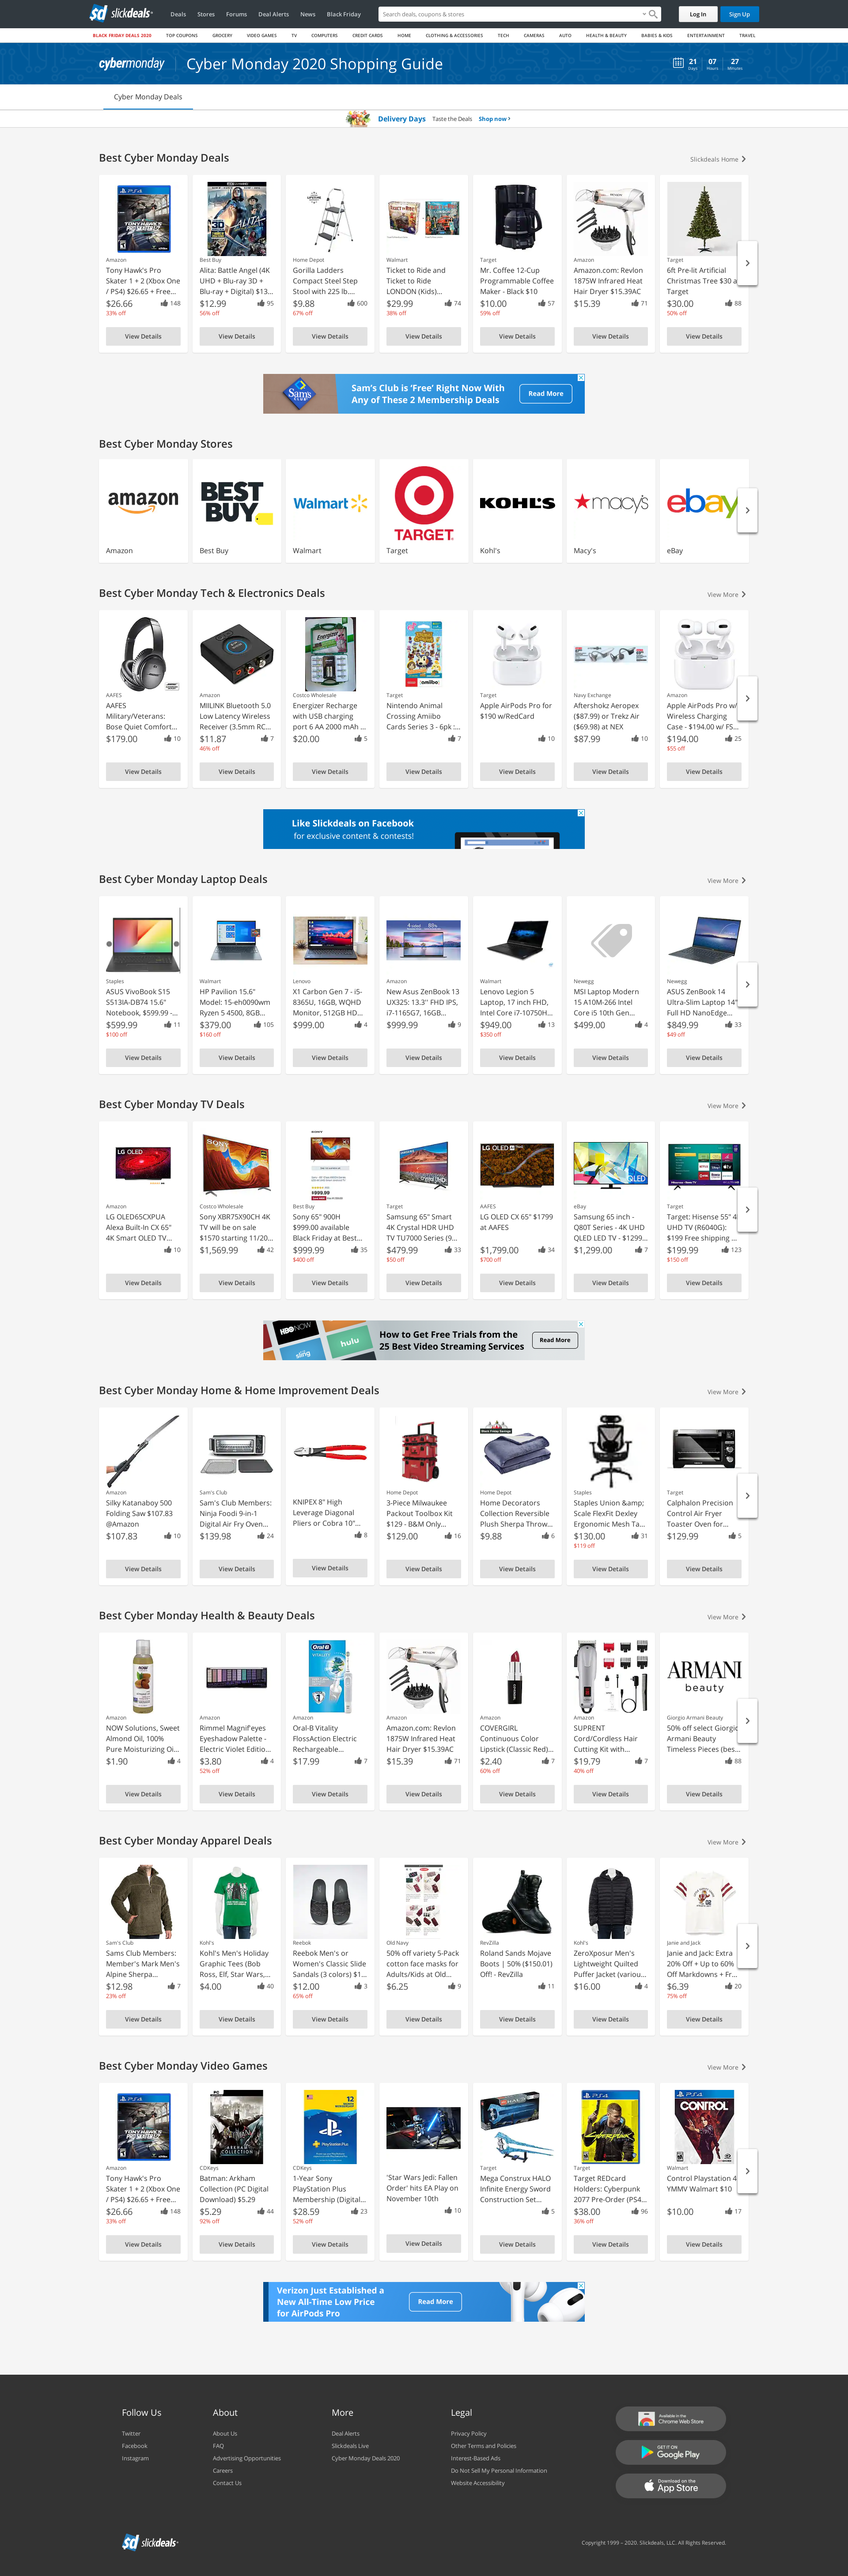 slickdeals
Deals Stores Forums Deal Alerts News Black Friday
Search deals, coupons & stores
Log In Sign Up
BLACK FRIDAY DEALS 2020 TOP COUPONS GROCERY VIDEO GAMES TV COMPUTERS CREDIT CARDS HOME CLOTHING & ACCESSORIES TECH CAMERAS AUTO HEALTH & BEAUTY BABIES & KIDS ENTERTAINMENT TRAVEL
cybermonday Cyber Monday 2020 Shopping Guide
21 07 27
Days Hours Minutes
Cyber Monday Deals
Delivery Days Taste the Deals Shop now
Best Cyber Monday Deals
Slickdeals Home
Amazon
Tony Hawk's Pro
Skater 1 + 2 (Xbox One
/ PS4) $26.65 + Free...
$26.66 148
33% off
View Details
Best Buy
Alita: Battle Angel (4K
UHD + Blu-ray 3D +
Blu-ray + Digital) $13...
$12.99 95
56% off
View Details
Home Depot
Gorilla Ladders
Compact Steel Step
Stool with 225 lb....
$9.88 600
67% off
View Details
Walmart
Ticket to Ride and
Ticket to Ride
LONDON (Kids)...
$29.99 74
38% off
View Details
Target
Mr. Coffee 12-Cup
Programmable Coffee
Maker - Black $10
$10.00 57
59% off
View Details
Amazon
Amazon.com: Revlon
1875W Infrared Heat
Hair Dryer $15.39AC
$15.39 71
View Details
Target
6ft Pre-lit Artificial
Christmas Tree $30 a
Target
$30.00 88
50% off
View Details
Sam's Club is 'Free' Right Now With
Any of These 2 Membership Deals
Read More
Best Cyber Monday Stores
amazon
Amazon
BEST
BUY
Best Buy
Walmart
Walmart
TARGET
Target
KOHL'S
Kohl's
macy's
Macy's
ebay
eBay
Best Cyber Monday Tech & Electronics Deals
View More
AAFES
AAFES
Military/Veterans:
Bose Quiet Comfort...
$179.00 10
View Details
Amazon
MIILINK Bluetooth 5.0
Low Latency Wireless
Receiver (3.5mm RC...
$11.87 7
46% off
View Details
Costco Wholesale
Energizer Recharge
with USB charging
port 6 AA 2000 mAh ...
$20.00 5
View Details
Target
Nintendo Animal
Crossing Amiibo
Cards Series 3 - 6pk :...
7
View Details
Target
Apple AirPods Pro for
$190 w/RedCard
10
View Details
Navy Exchange
Aftershokz Aeropex
($87.99) or Trekz Air
($69.98) at NEX
$87.99 10
View Details
Amazon
Apple AirPods Pro w/
Wireless Charging
Case - $194.00 w/ FS...
$194.00 25
$55 off
View Details
Like Slickdeals on Facebook
for exclusive content & contests!
Best Cyber Monday Laptop Deals
View More
Staples
ASUS VivoBook S15
S513IA-DB74 15.6"
Notebook, $599.99 -...
$599.99 11
$100 off
View Details
Walmart
HP Pavilion 15.6"
Model: 15-eh0090wm
Ryzen 5 4500, 8GB...
$379.00 105
$160 off
View Details
Lenovo
X1 Carbon Gen 7 - i5-
8365U, 16GB, WQHD
Monitor, 512GB HD...
$999.00 4
View Details
Amazon
New Asus ZenBook 13
UX325: 13.3'' FHD IPS,
i7-1165G7, 16GB...
$999.99 9
View Details
Walmart
Lenovo Legion 5
Laptop, 17 inch FHD,
Intel Core i7-10750H...
$949.00 13
$350 off
View Details
Newegg
MSI Laptop Modern
15 A10M-266 Intel
Core i5 10th Gen...
$499.00 4
View Details
Newegg
ASUS ZenBook 14
Ultra-Slim Laptop 14"
Full HD NanoEdge...
$849.99 33
$49 off
View Details
Best Cyber Monday TV Deals
View More
LG OLED
Amazon
LG OLED65CXPUA
Alexa Built-In CX 65"
4K Smart OLED TV...
10
View Details
SONY
Costco Wholesale
Sony XBR75X90CH 4K
TV will be on sale
$1570 starting 11/20...
$1,569.99 42
View Details
$999.99
Best Buy
Sony 65" 900H
$999.00 available
Black Friday at Best...
$999.99 35
$400 off
View Details
Target
Samsung 65" Smart
4K Crystal HDR UHD
TV TU7000 Series (9...
$479.99 33
$50 off
View Details
LG OLED
AAFES
LG OLED CX 65" $1799
at AAFES
$1,799.00 34
$700 off
View Details
QLED
eBay
Samsung 65 inch -
Q80T Series - 4K UHD
QLED LED TV - $1299...
$1,299.00 7
View Details
Target
Target: Hisense 55" 4
UHD TV (R6040G):
$199 Free shipping ...
$199.99 123
$150 off
View Details
HBO NOW
hulu
sling
How to Get Free Trials from the
25 Best Video Streaming Services
Read More
Best Cyber Monday Home & Home Improvement Deals
View More
Amazon
Silky Katanaboy 500
Folding Saw $107.83
@Amazon
$107.83 10
View Details
Sam's Club
Sam's Club Members:
Ninja Foodi 9-in-1
Digital Air Fry Oven...
$139.98 24
View Details
KNIPEX 8" High
Leverage Diagonal
Pliers or Cobra 10"...
8
View Details
Home Depot
3-Piece Milwaukee
Packout Toolbox Kit
$129 - B&M Only...
$129.00 16
View Details
Home Depot
Home Decorators
Collection Reversible
Plush Sherpa Throw...
$9.88 6
View Details
Staples
Staples Union &amp;
Scale FlexFit Dexley
Ergonomic Mesh Ta...
$130.00 31
$119 off
View Details
Target
Calphalon Precision
Control Air Fryer
Toaster Oven for...
$129.99 5
View Details
Best Cyber Monday Health & Beauty Deals
View More
Amazon
NOW Solutions, Sweet
Almond Oil, 100%
Pure Moisturizing Oi...
$1.90 4
View Details
Amazon
Rimmel Magnif'eyes
Eyeshadow Palette -
Electric Violet Editio...
$3.80 4
52% off
View Details
Oral-B
Amazon
Oral-B Vitality
FlossAction Electric
Rechargeable...
$17.99 7
View Details
Amazon
Amazon.com: Revlon
1875W Infrared Heat
Hair Dryer $15.39AC
$15.39 71
View Details
Amazon
COVERGIRL
Continuous Color
Lipstick (Classic Red)...
$2.40 7
60% off
View Details
Amazon
SUPRENT
Cord/Cordless Hair
Cutting Kit with...
$19.79 7
40% off
View Details
ARMANI
beauty
Giorgio Armani Beauty
50% off select Giorgio
Armani Beauty
Timeless Pieces (bes...
88
View Details
Best Cyber Monday Apparel Deals
View More
Sam's Club
Sams Club Members:
Member's Mark Men's
Alpine Sherpa...
$12.98 7
23% off
View Details
Kohl's
Kohl's Men's Holiday
Graphic Tees (Bob
Ross, Elf, Star Wars,...
$4.00 40
View Details
Reebok
Reebok Men's or
Women's Classic Slide
Sandals (3 colors) $1...
$12.00 3
65% off
View Details
Old Navy
50% off variety 5-Pack
cotton face masks for
Adults/Kids at Old...
$6.25 9
View Details
RevZilla
Roland Sands Mojave
Boots | 50% ($150.01)
Off! - RevZilla
11
View Details
Kohl's
ZeroXposur Men's
Lightweight Quilted
Puffer Jacket (variou...
$16.00 4
View Details
Janie and Jack
Janie and Jack: Extra
20% Off + Up to 60%
Off Markdowns + Fr...
$6.39 20
75% off
View Details
Best Cyber Monday Video Games
View More
Amazon
Tony Hawk's Pro
Skater 1 + 2 (Xbox One
/ PS4) $26.65 + Free...
$26.66 148
33% off
View Details
CDKeys
Batman: Arkham
Collection (PC Digital
Download) $5.29
$5.29 44
92% off
View Details
12
CDKeys
1-Year Sony
PlayStation Plus
Membership (Digital...
$28.59 23
52% off
View Details
'Star Wars Jedi: Fallen
Order' hits EA Play on
November 10th
10
View Details
Target
Mega Construx HALO
Infinite Energy Sword
Construction Set...
5
View Details
Target
Target REDcard
Holders: Cyberpunk
2077 Pre-Order (PS4...
$38.00 96
36% off
View Details
CONTROL
Walmart
Control Playstation 4
YMMV Walmart $10
$10.00 17
View Details
Verizon Just Established a
New All-Time Low Price
for AirPods Pro
Read More
Follow Us
Twitter
Facebook
Instagram
About
About Us
FAQ
Advertising Opportunities
Careers
Contact Us
More
Deal Alerts
Slickdeals Live
Cyber Monday Deals 2020
Legal
Privacy Policy
Other Terms and Policies
Interest-Based Ads
Do Not Sell My Personal Information
Website Accessibility
Available in the
Chrome Web Store
GET IT ON
Google Play
Download on the
App Store
slickdeals
Copyright 1999 – 2020. Slickdeals, LLC. All Rights Reserved.